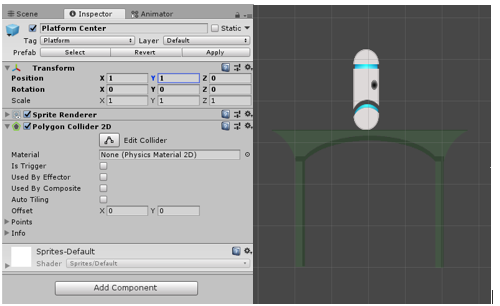 Scene Inspector Animator
Platform Center Static
Tag Platform Layer Default
Prefab Select Revert Apply
Transform
Position X 1 Y 1 Z 0
Rotation X 0 Y 0 Z 0
Scale X 1 Y 1 Z 1
Sprite Renderer
Polygon Collider 2D
Edit Collider
Material None (Physics Material 2D)
Is Trigger
Used By Effector
Used By Composite
Auto Tiling
Offset X 0 Y 0
Points
Info
Sprites-Default
Shader Sprites/Default
Add Component